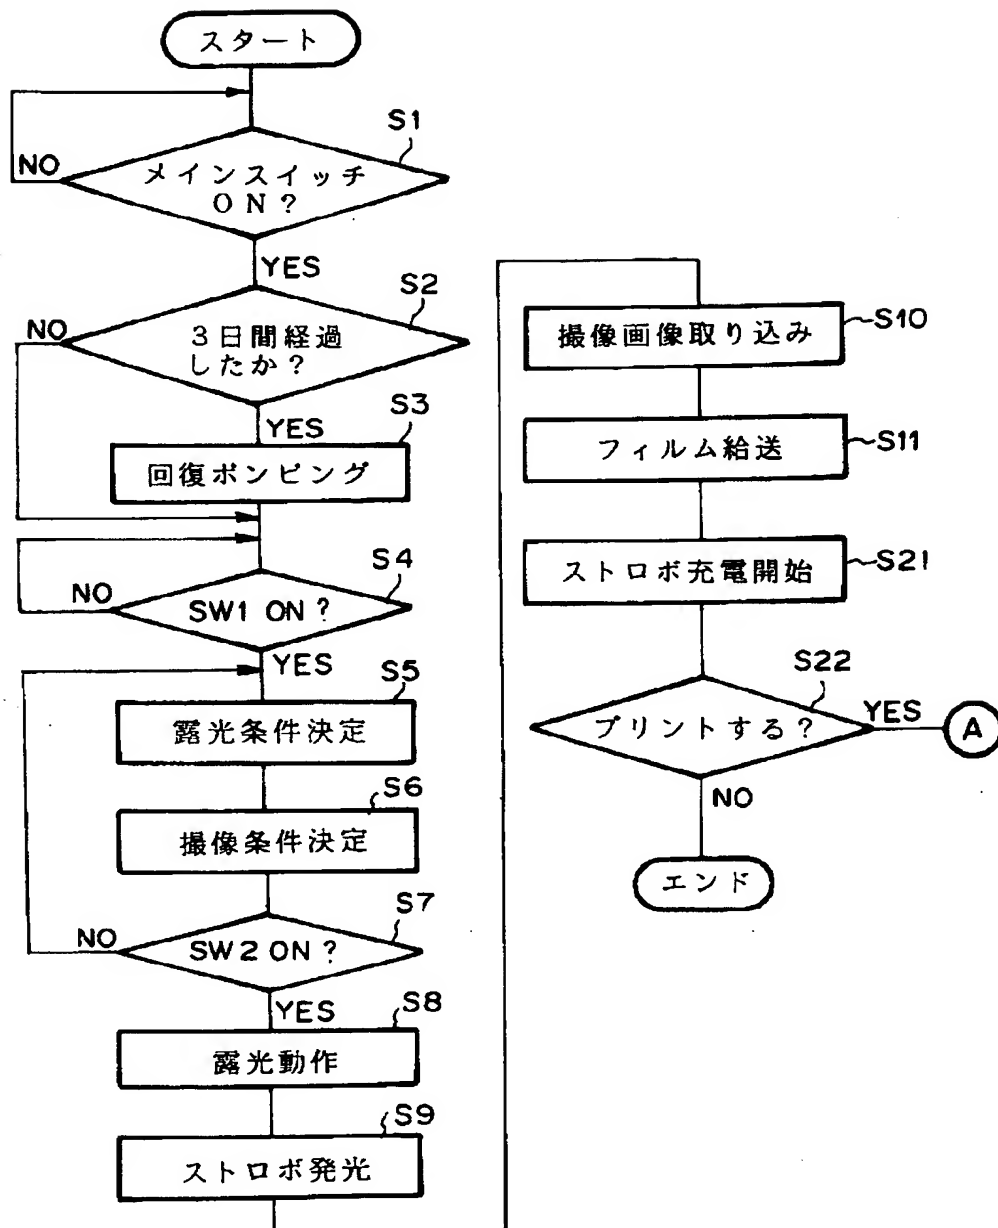 スタート
S1
NO
メインスイッチ
ON?
YES
S2
NO
3日間経過
したか?
YES
S3
回復ポンピング
S4
NO
SW1 ON?
YES
S5
露光条件決定
S6
撮像条件決定
S7
NO
SW2 ON?
YES
S8
露光動作
S9
ストロボ発光
撮像画像取り込み
S10
フィルム給送
S11
ストロボ充電開始
S21
S22
プリントする?
YES
A
NO
エンド